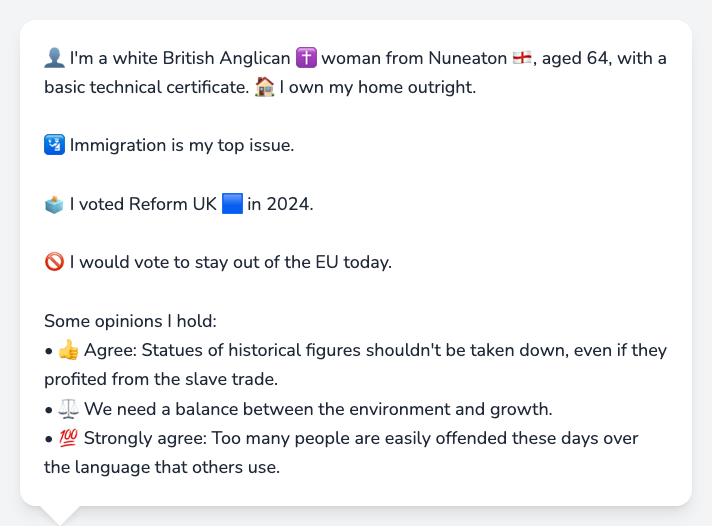 👤 I'm a white British Anglican ✝️ woman from Nuneaton 🏴󠁧󠁢󠁥󠁮󠁧󠁿, aged 64, with a
basic technical certificate. 🏠 I own my home outright.
🛂 Immigration is my top issue.
🗳️ I voted Reform UK 🟦 in 2024.
🚫 I would vote to stay out of the EU today.
Some opinions I hold:
• 👍 Agree: Statues of historical figures shouldn't be taken down, even if they
profited from the slave trade.
• ⚖️ We need a balance between the environment and growth.
• 💯 Strongly agree: Too many people are easily offended these days over
the language that others use.